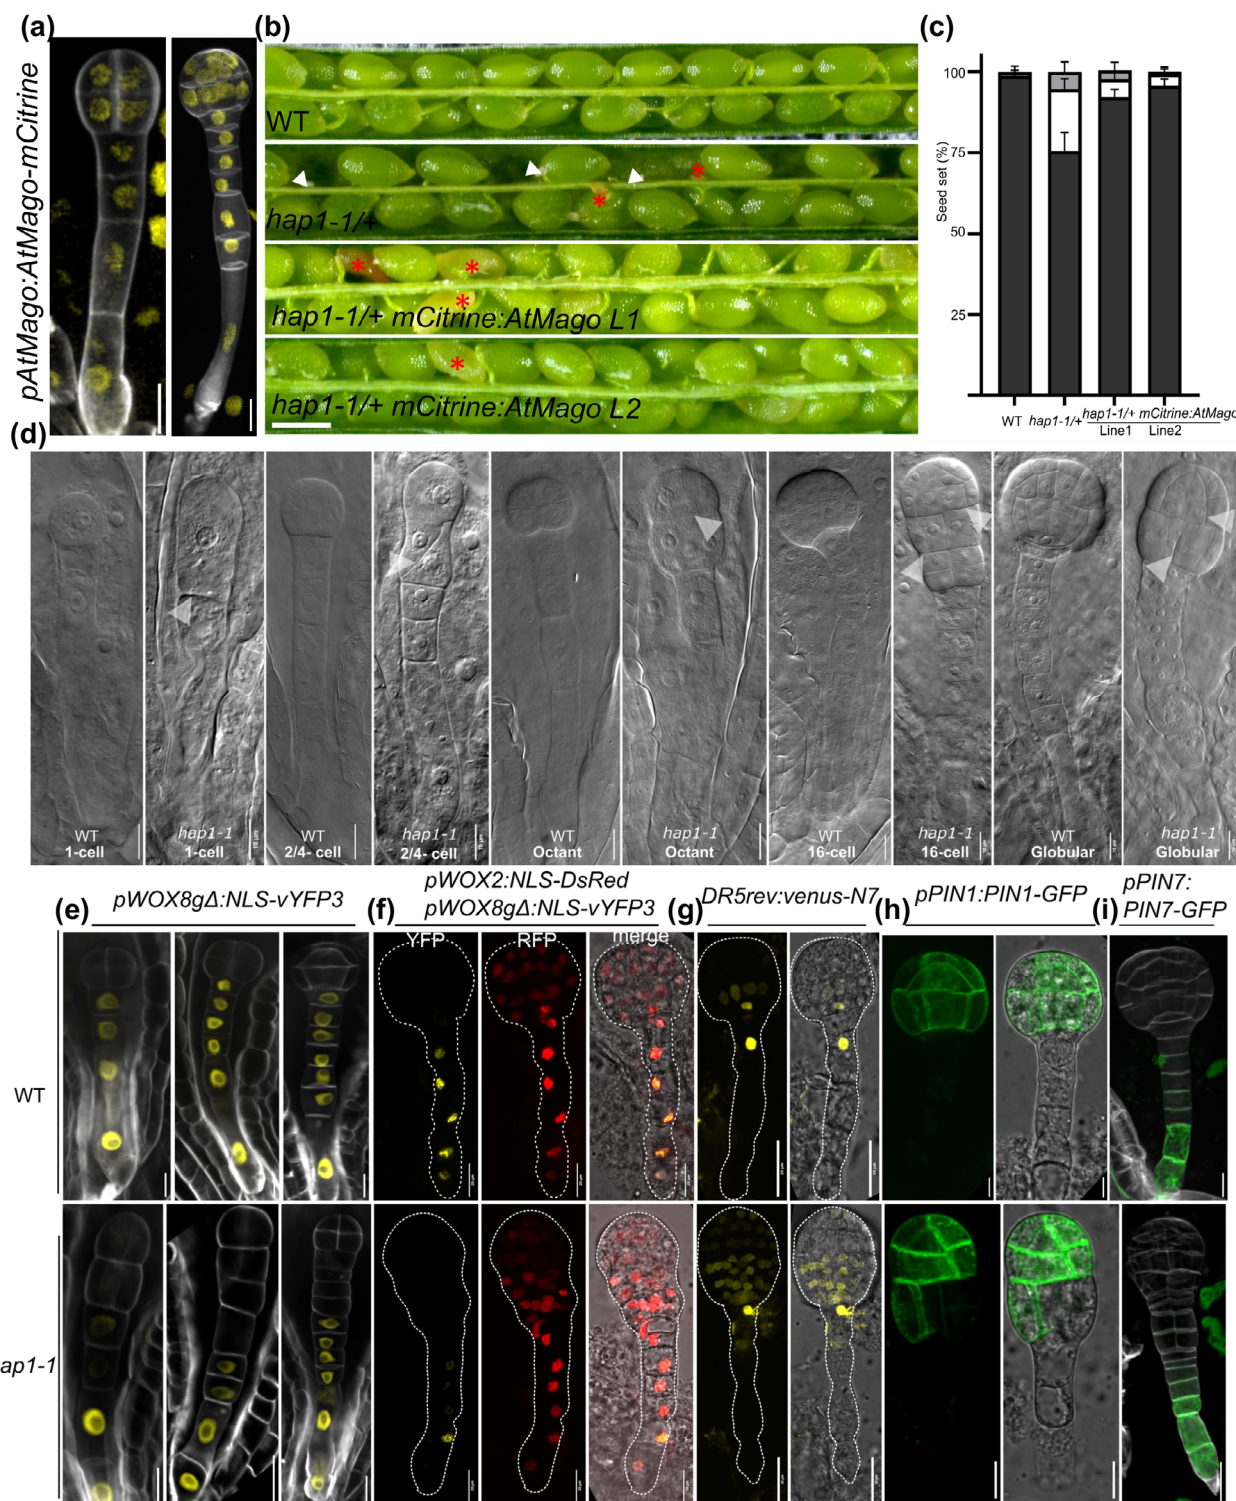 (a)
pAtMago:AtMago-mCitrine
(b)
WT
hap1-1/+
hap1-1/+ mCitrine:AtMago L1
hap1-1/+ mCitrine:AtMago L2
(c)
Seed set (%)
100
75
50
25
WT
hap1-1/+
hap1-1/+ mCitrine:AtMago
Line1
Line2
(d)
WT
1-cell
hap1-1
1-cell
WT
2/4- cell
hap1-1
2/4- cell
WT
Octant
hap1-1
Octant
WT
16-cell
16-cell
WT
Globular
hap1-1
Globular
(e)
pWOX8gΔ:NLS-vYFP3
(f)
pWOX2:NLS-DsRed
pWOX8gΔ:NLS-vYFP3
YFP
RFP
merge
(g)
DR5rev:venus-N7
(h)
pPIN1:PIN1-GFP
(i)
pPIN7:
PIN7-GFP
WT
ap1-1